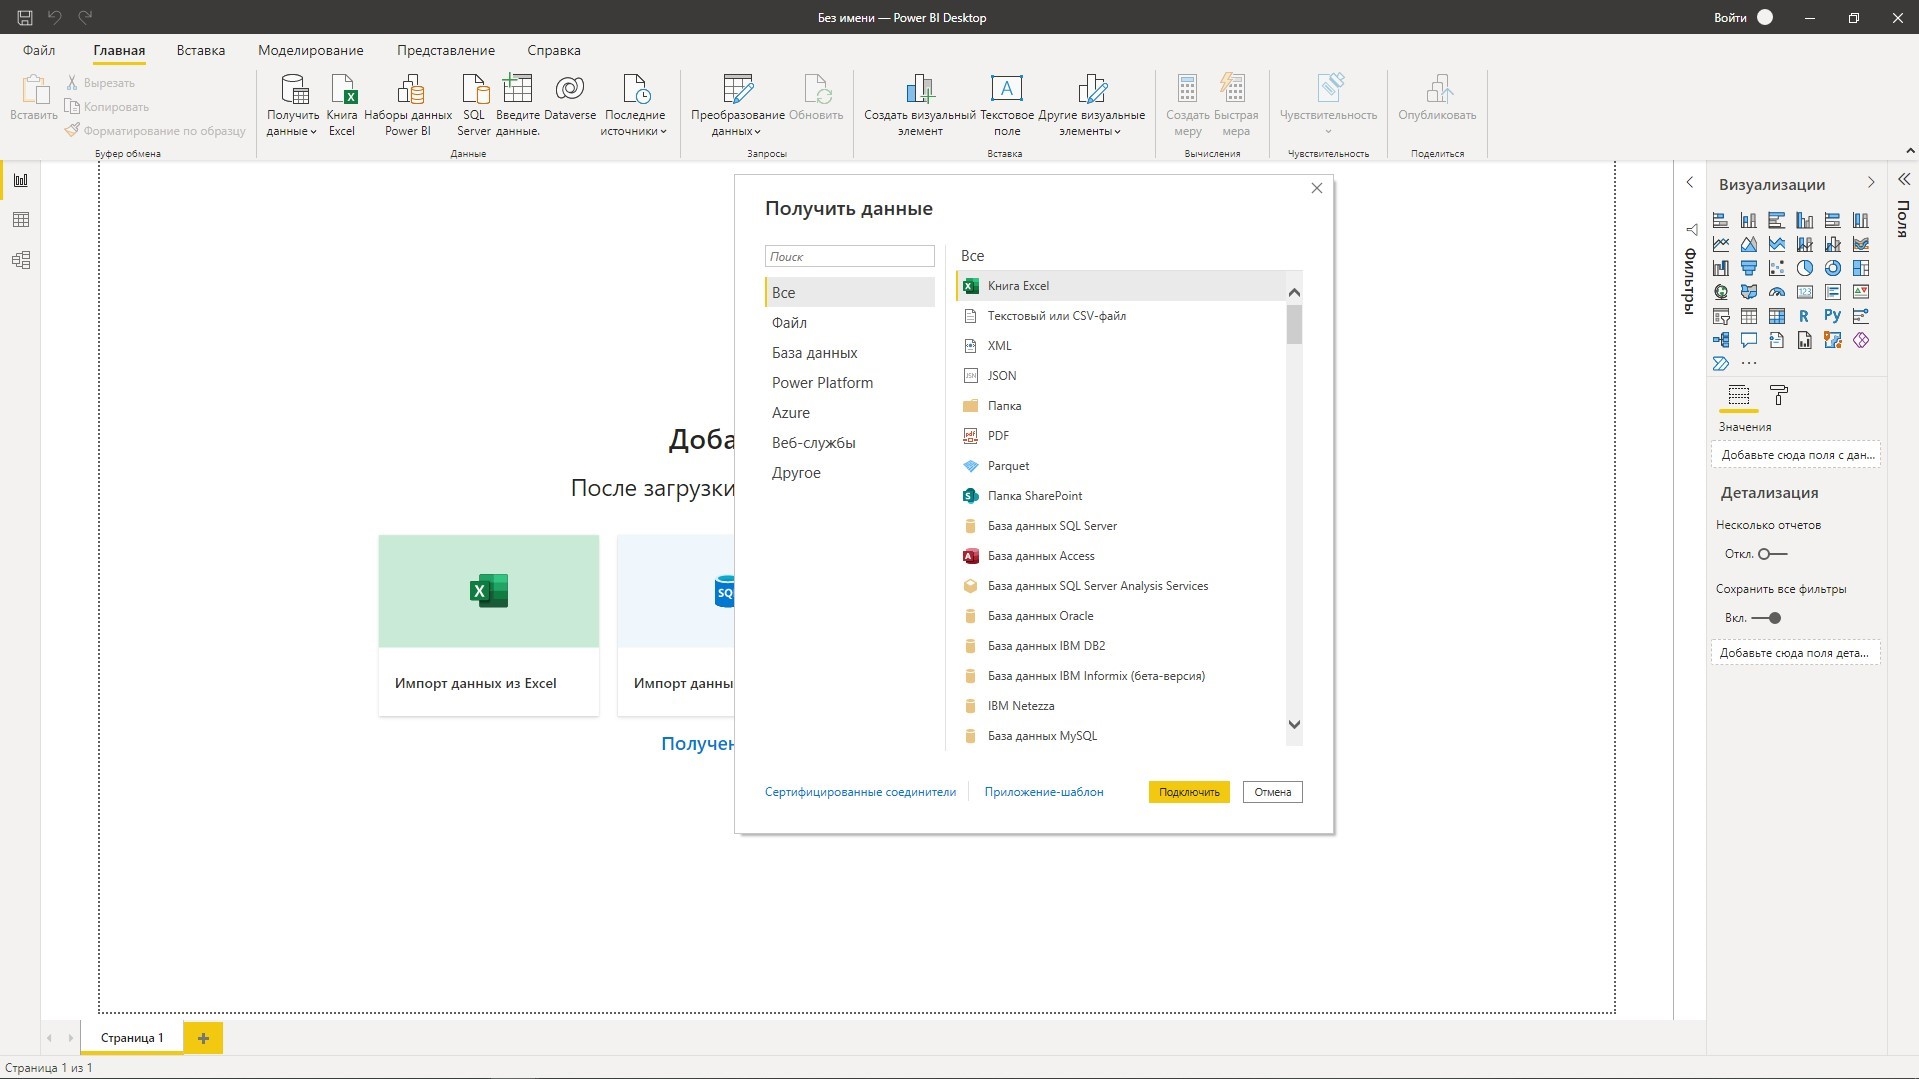 Без имени — Power BI Desktop
Войти
Файл
Главная
Вставка
Моделирование
Представление
Справка
Вставить
Вырезать
Копировать
Форматирование по образцу
Буфер обмена
Получить данные
Книга Excel
Наборы данных Power BI
SQL Server
Введите данные.
Dataverse
Последние источники
Данные
Преобразование данных
Обновить
Запросы
Создать визуальный элемент
Текстовое поле
Другие визуальные элементы
Вставка
Создать меру
Быстрая мера
Вычисления
Чувствительность
Чувствительность
Опубликовать
Поделиться
Доба
После загрузки
Импорт данных из Excel
SQ
Импорт данны
Получен
Получить данные
Поиск
Все
Файл
База данных
Power Platform
Azure
Веб-службы
Другое
Все
Книга Excel
Текстовый или CSV-файл
XML
JSON
Папка
PDF
Parquet
Папка SharePoint
База данных SQL Server
База данных Access
База данных SQL Server Analysis Services
База данных Oracle
База данных IBM DB2
База данных IBM Informix (бета-версия)
IBM Netezza
База данных MySQL
Сертифицированные соединители
Приложение-шаблон
Подключить
Отмена
Фильтры
Визуализации
R
Py
Значения
Добавьте сюда поля с дан...
Детализация
Несколько отчетов
Откл.
Сохранить все фильтры
Вкл.
Добавьте сюда поля дета...
Поля
Страница 1
Страница 1 из 1